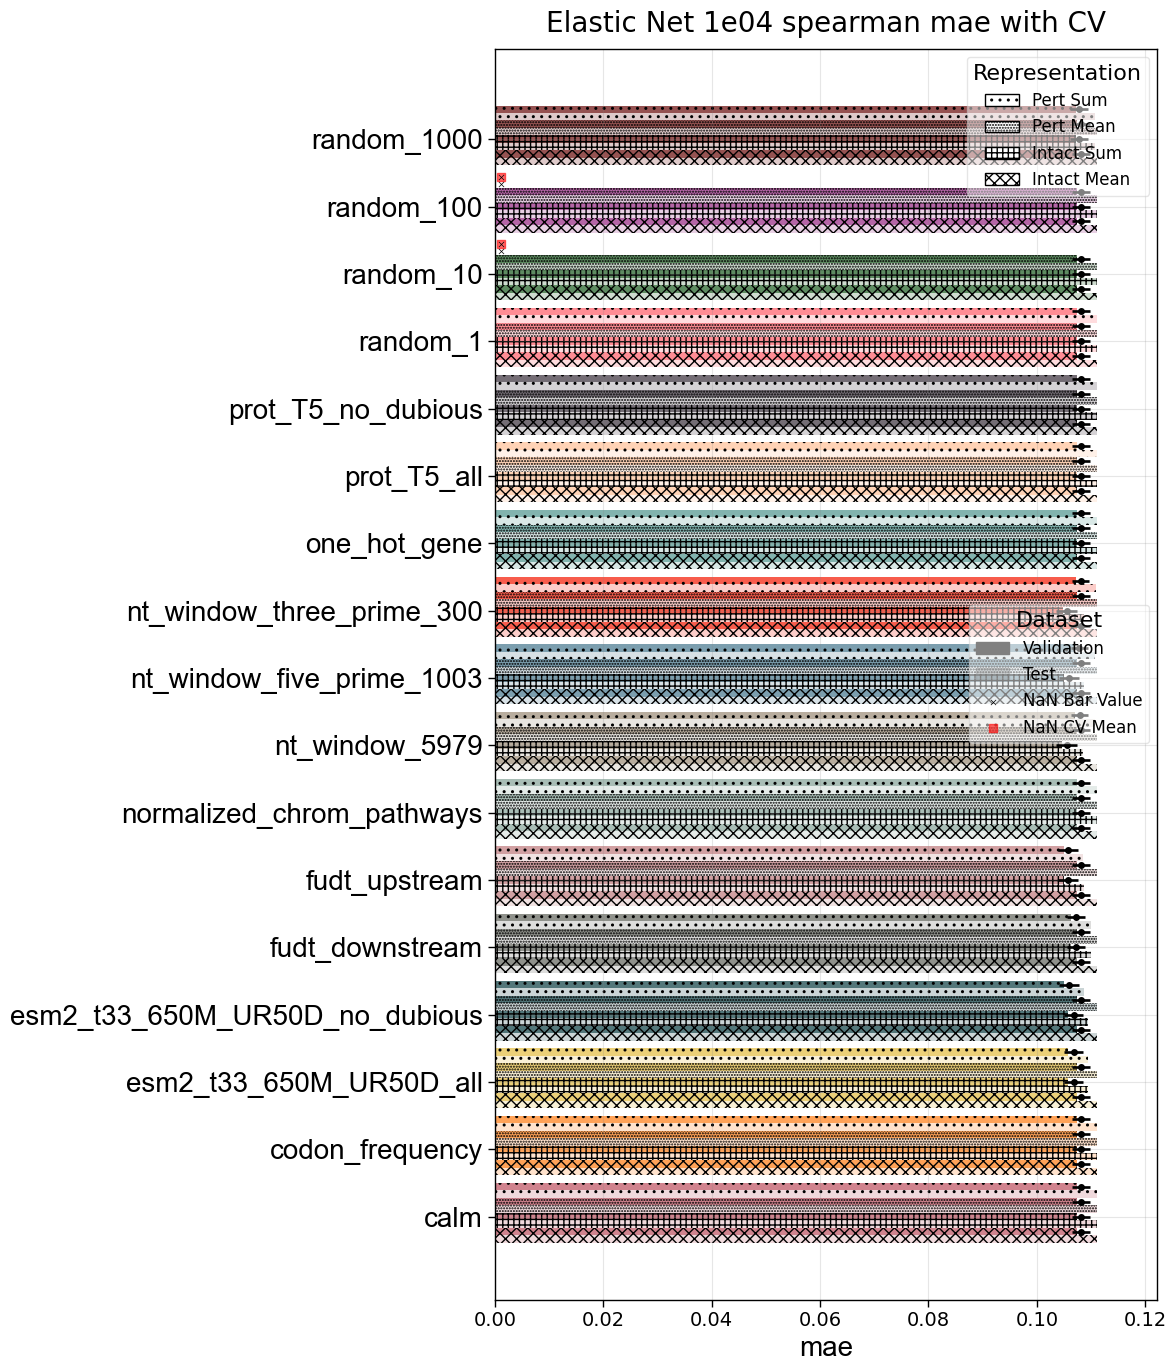 Elastic Net 1e04 spearman mae with CV
Representation
Pert Sum
Pert Mean
Intact Sum
Intact Mean
random_1000
random_100
random_10
random_1
prot_T5_no_dubious
prot_T5_all
one_hot_gene
nt_window_three_prime_300
Dataset
Validation
Test
NaN Bar Value
NaN CV Mean
nt_window_five_prime_1003
nt_window_5979
normalized_chrom_pathways
fudt_upstream
fudt_downstream
esm2_t33_650M_UR50D_no_dubious
esm2_t33_650M_UR50D_all
codon_frequency
calm
0.00 0.02 0.04 0.06 0.08 0.10 0.12
mae